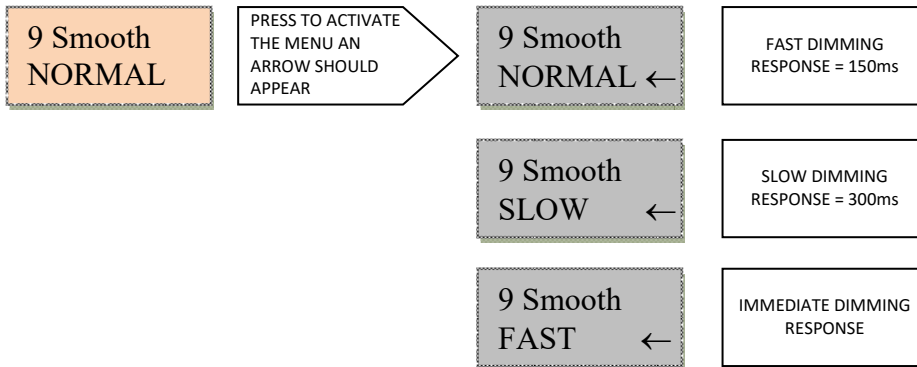 9 Smooth
NORMAL
PRESS TO ACTIVATE
THE MENU AN
ARROW SHOULD
APPEAR
9 Smooth
NORMAL ←
FAST DIMMING
RESPONSE = 150ms
9 Smooth
SLOW ←
SLOW DIMMING
RESPONSE = 300ms
9 Smooth
FAST ←
IMMEDIATE DIMMING
RESPONSE